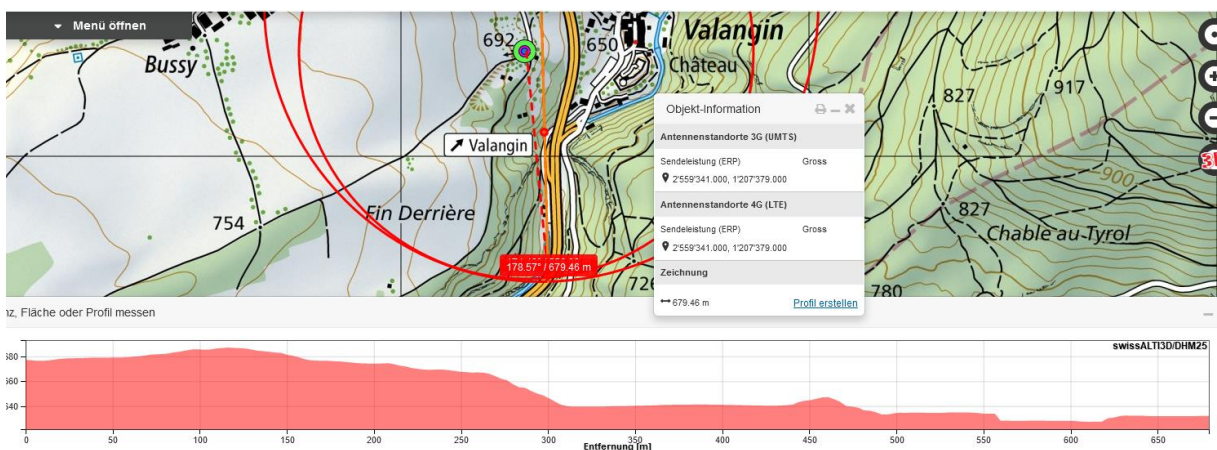 Menü öffnen
692
650
Valangin
Château
Bussy
Valangin
754
Fin Derrière
178.57° / 679.46 m
827
917
900
827
Chable au-Tyrol
780
Objekt-Information
Antennenstandorte 3G (UMTS)
Sendeleistung (ERP) Gross
2'559'341.000, 1'207'379.000
Antennenstandorte 4G (LTE)
Sendeleistung (ERP) Gross
2'559'341.000, 1'207'379.000
Zeichnung
679.46 m Profil erstellen
nz, Fläche oder Profil messen
swissALTI3D/DHM25
680
660
640
0 50 100 150 200 250 300 350 400 450 500 550 600 650
Entfernung [m]